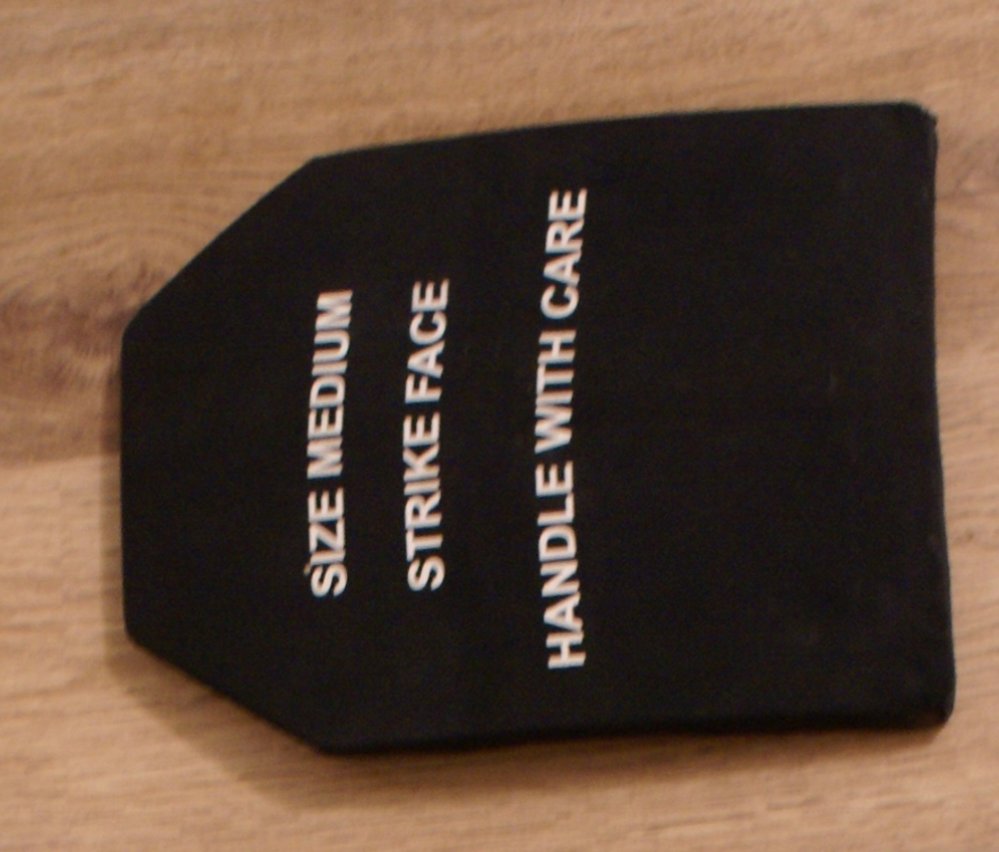 SIZE MEDIUM
STRIKE FACE
HANDLE WITH CARE